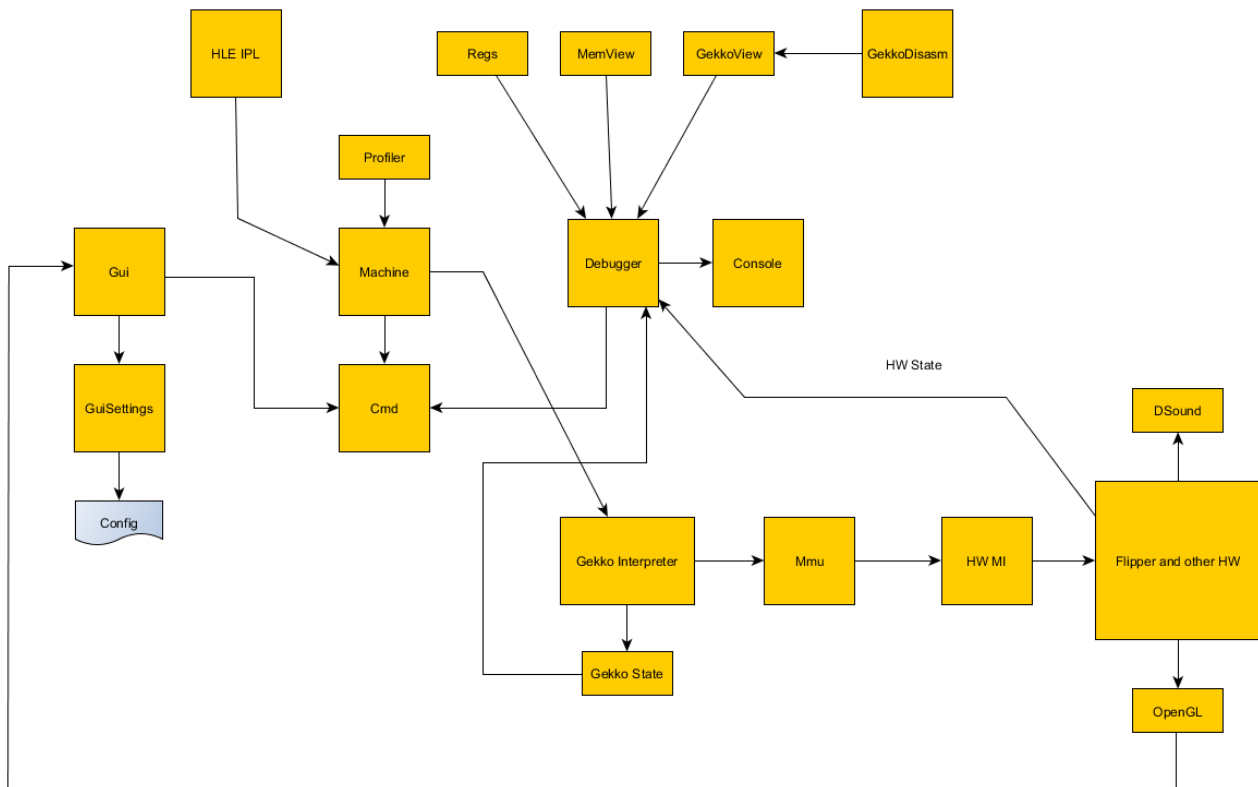 HLE IPL
Regs
MemView
GekkoView
GekkoDisasm
Profiler
Gui
Machine
Debugger
Console
HW State
GuiSettings
Cmd
DSound
Config
Gekko Interpreter
Mmu
HW MI
Flipper and other HW
Gekko State
OpenGL